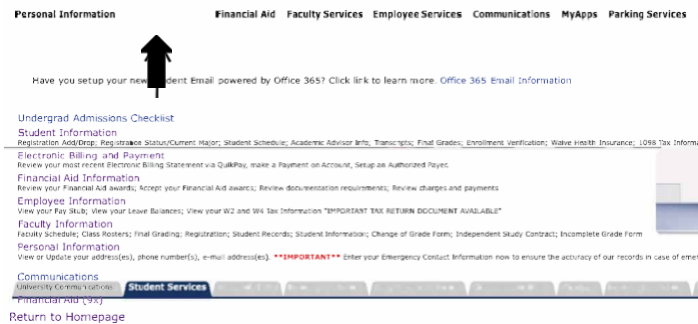 Personal Information Financial Aid Faculty Services Employee Services Communications MyApps Parking Services
Have you setup your new dent Email powered by Office 365? Click link to learn more. Office 365 Email Information
Undergrad Admissions Checklist
Student Information
Registration Add/Drop; Registration Status/Current Major; Student Schedule; Academic Advisor Info; Transcripts; Final Grades; Enrollment Verification; Waive Health Insurance; 1098 Tax Informa
Electronic Billing and Payment
Review your most recent Electronic Billing Statement via QuikPay, make a Payment on Account, Setup an Authorized Payer.
Financial Aid Information
Review your Financial Aid awards; Accept your Financial Aid awards; Review documentation requirements; Review charges and payments
Employee Information
View your Pay Stub; View your Leave Balances; View your W2 and W4 Tax Information "IMPORTANT TAX RETURN DOCUMENT AVAILABLE"
Faculty Information
Faculty Schedule; Class Rosters; Final Grading; Registration; Student Records; Student Information; Change of Grade Form; Independent Study Contract; Incomplete Grade Form
Personal Information
View or Update your address(es), phone number(s), e-mail address(es). **IMPORTANT** Enter your Emergency Contact Information now to ensure the accuracy of our records in case of emer
Communications
University Communications Student Services
Financial Aid (9x)
Return to Homepage